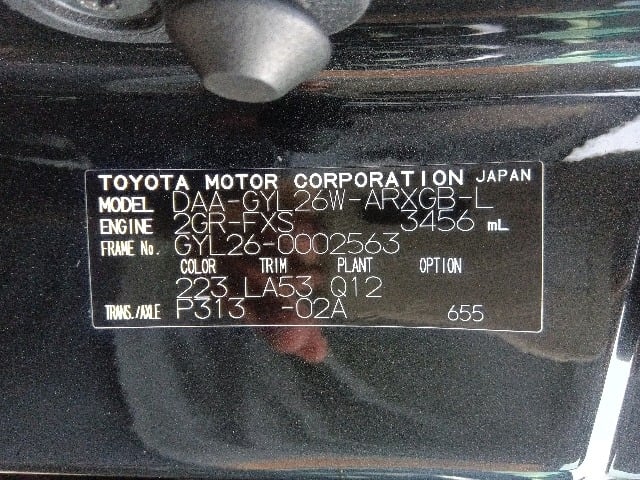 TOYOTA MOTOR CORPORATION JAPAN
MODEL DAA-GYL26W-ARXGB-L
ENGINE 2GR-FXS 3456 mL
FRAME No. GYL26-0002563
COLOR TRIM PLANT OPTION
223 LA53 Q12
TRANS./AXLE P313 -02A 655